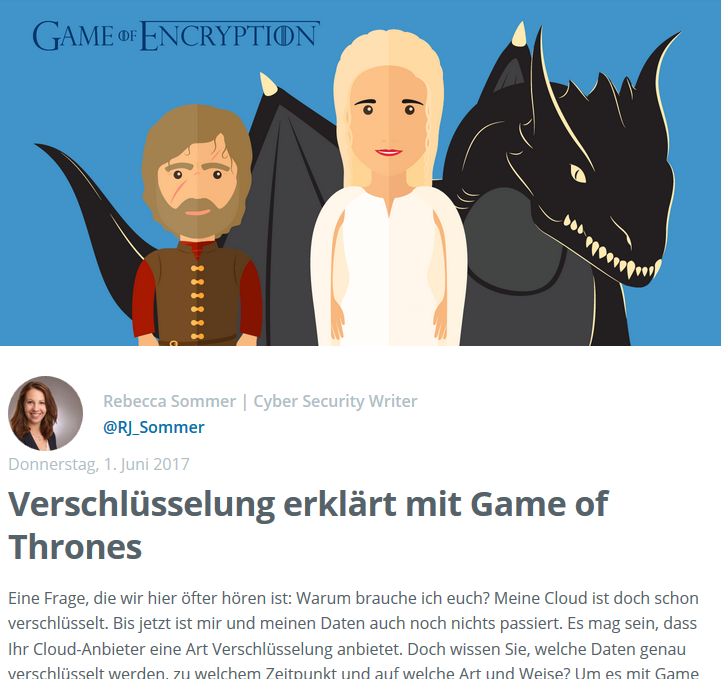 GAME OF ENCRYPTION
Rebecca Sommer | Cyber Security Writer
@RJ_Sommer
Donnerstag, 1. Juni 2017
Verschlüsselung erklärt mit Game of
Thrones
Eine Frage, die wir hier öfter hören ist: Warum brauche ich euch? Meine Cloud ist doch schon
verschlüsselt. Bis jetzt ist mir und meinen Daten auch noch nichts passiert. Es mag sein, dass
Ihr Cloud-Anbieter eine Art Verschlüsselung anbietet. Doch wissen Sie, welche Daten genau
verschlüsselt werden, zu welchem Zeitpunkt und auf welche Art und Weise? Um es mit Game